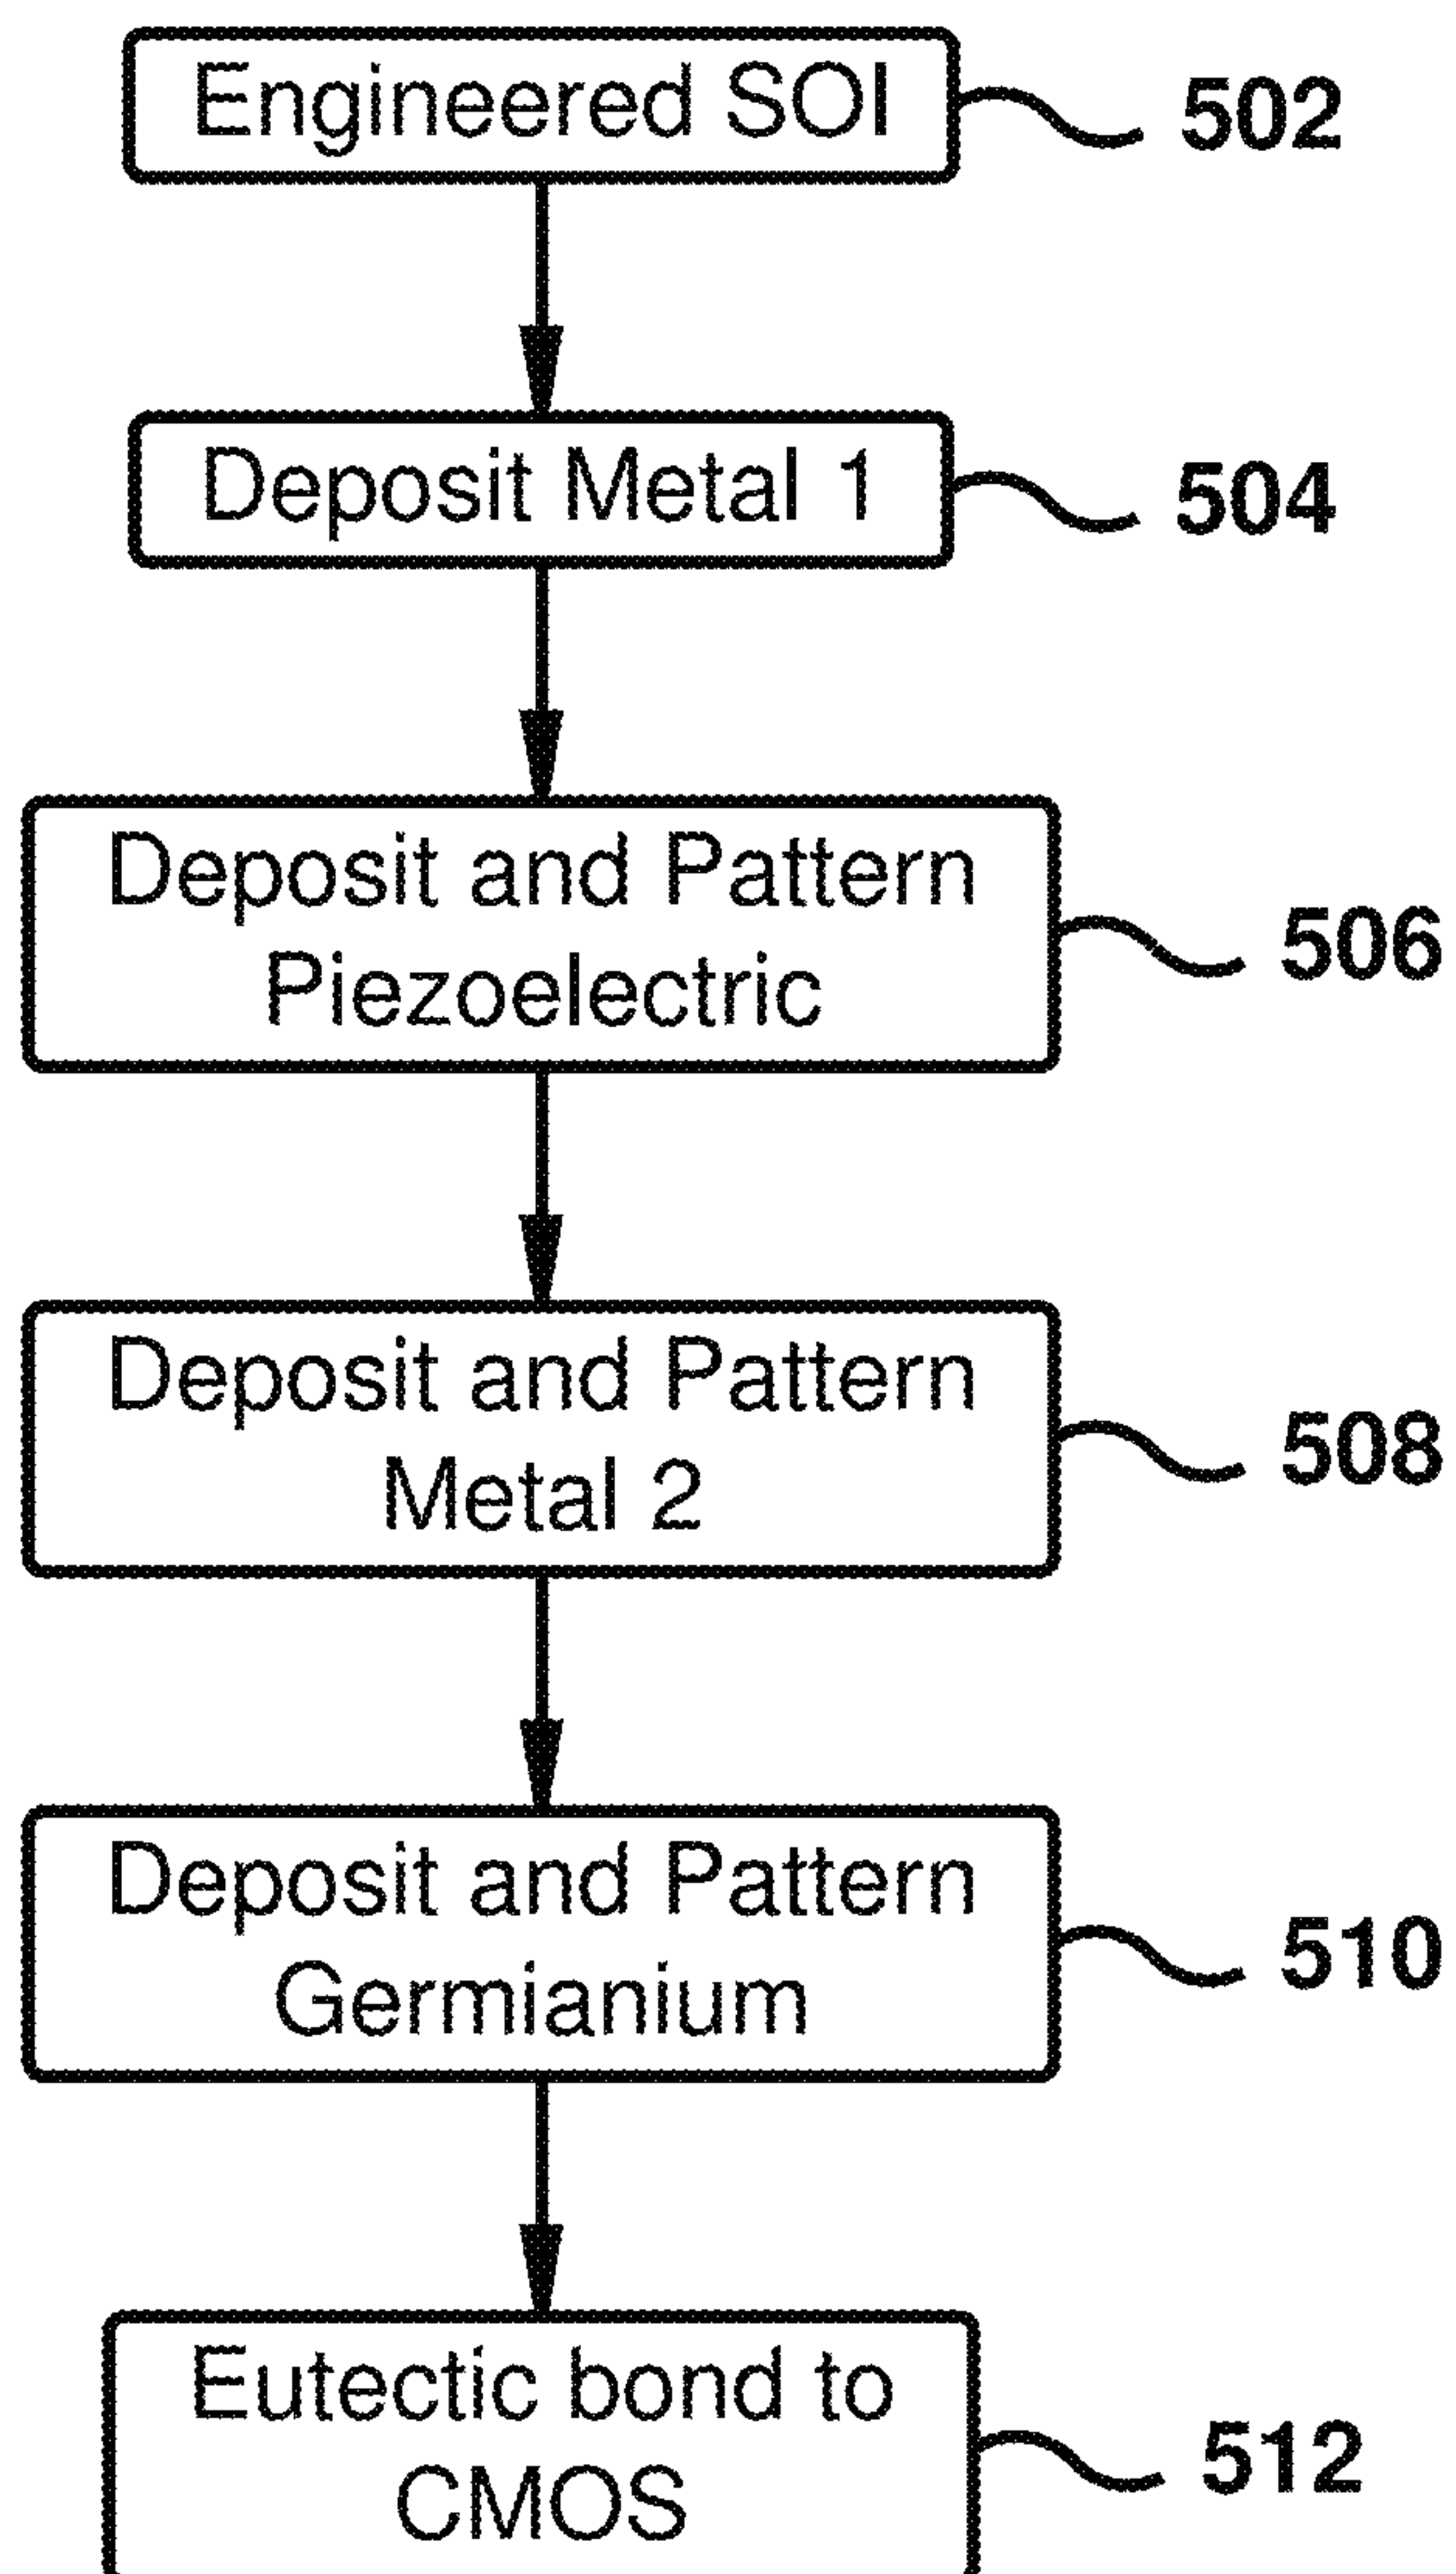 Engineered SOI
502
Deposit Metal 1
504
Deposit and Pattern
Piezoelectric
506
Deposit and Pattern
Metal 2
508
Deposit and Pattern
Germianium
510
Eutectic bond to
CMOS
512